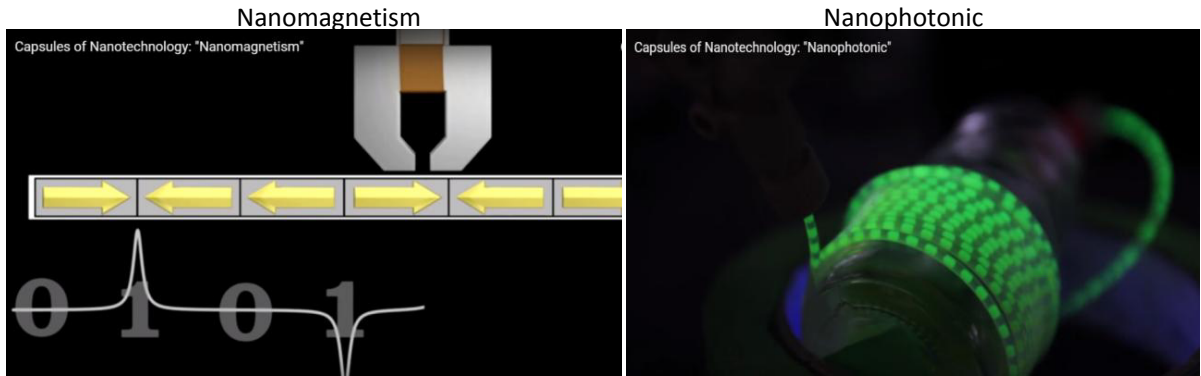 Nanomagnetism
Nanophotonic
Capsules of Nanotechnology: "Nanomagnetism"
Capsules of Nanotechnology: "Nanophotonic"
0 1 0 1